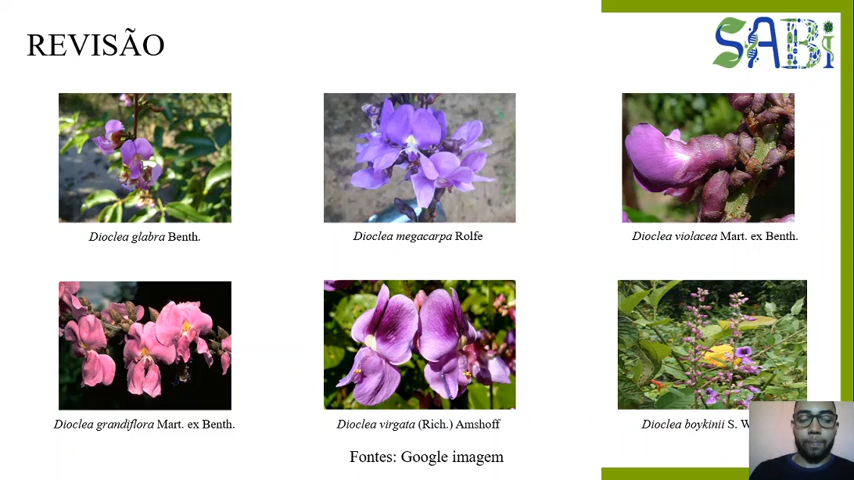 REVISÃO
SABi
Dioclea glabra Benth.
Dioclea megacarpa Rolfe
Dioclea violacea Mart. ex Benth.
Dioclea grandiflora Mart. ex Benth.
Dioclea virgata (Rich.) Amshoff
Dioclea boykinii S.
Fontes: Google imagem